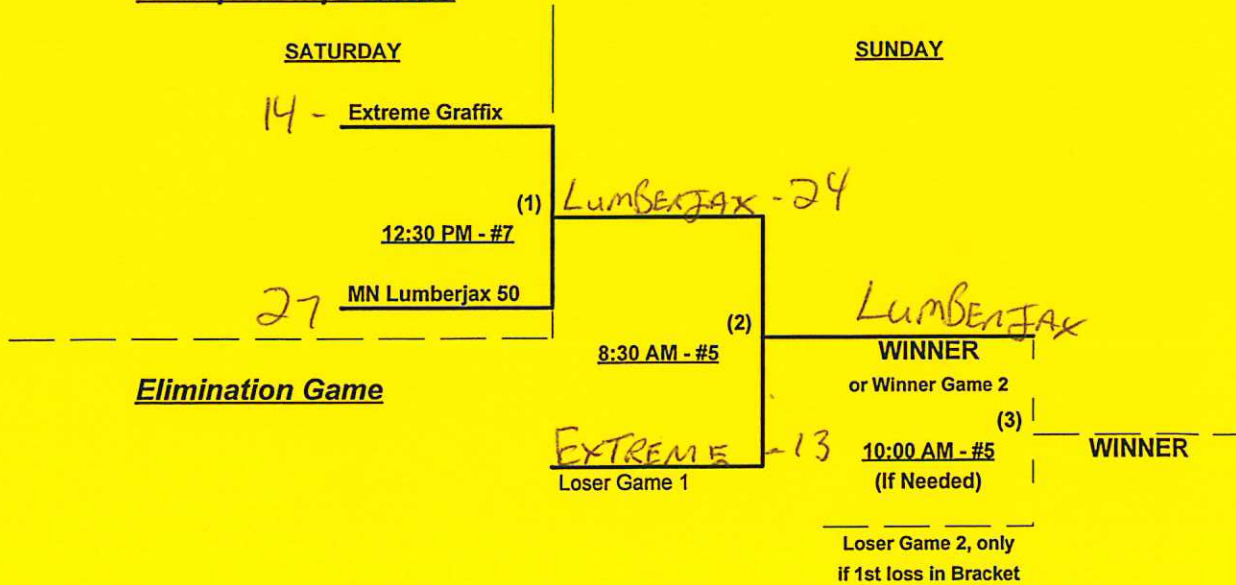 SATURDAY
SUNDAY
14 - Extreme Graffix
(1) LUMBERJAX - 24
12:30 PM - #7
27 MN Lumberjax 50
(2) LUMBERJAX
8:30 AM - #5
WINNER
or Winner Game 2
Elimination Game
(3)
EXTREME - 13
10:00 AM - #5
WINNER
Loser Game 1
(If Needed)
Loser Game 2, only
if 1st loss in Bracket